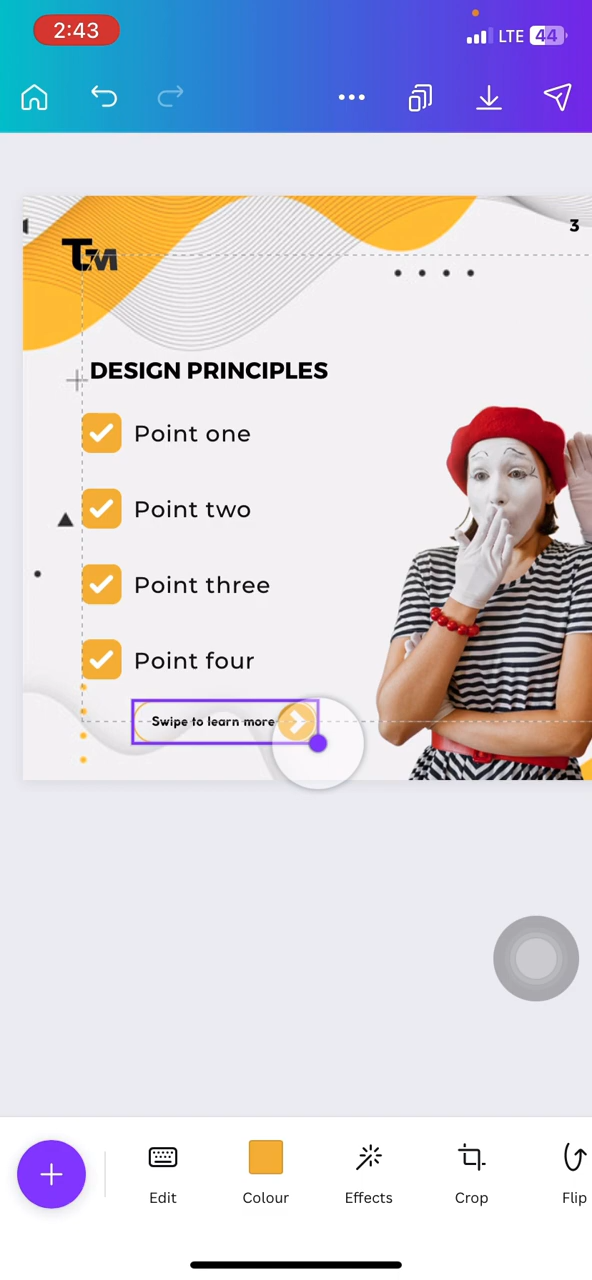 2:43
LTE 44
3
TM
DESIGN PRINCIPLES
Point one
Point two
Point three
Point four
Swipe to learn more
Edit
Colour
Effects
Crop
Flip